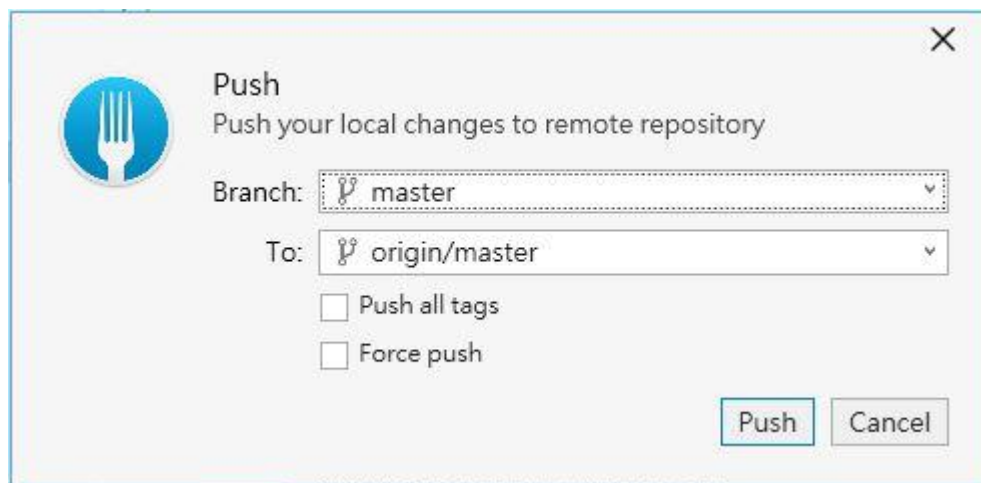 Push
Push your local changes to remote repository
Branch: master
To: origin/master
Push all tags
Force push
Push Cancel